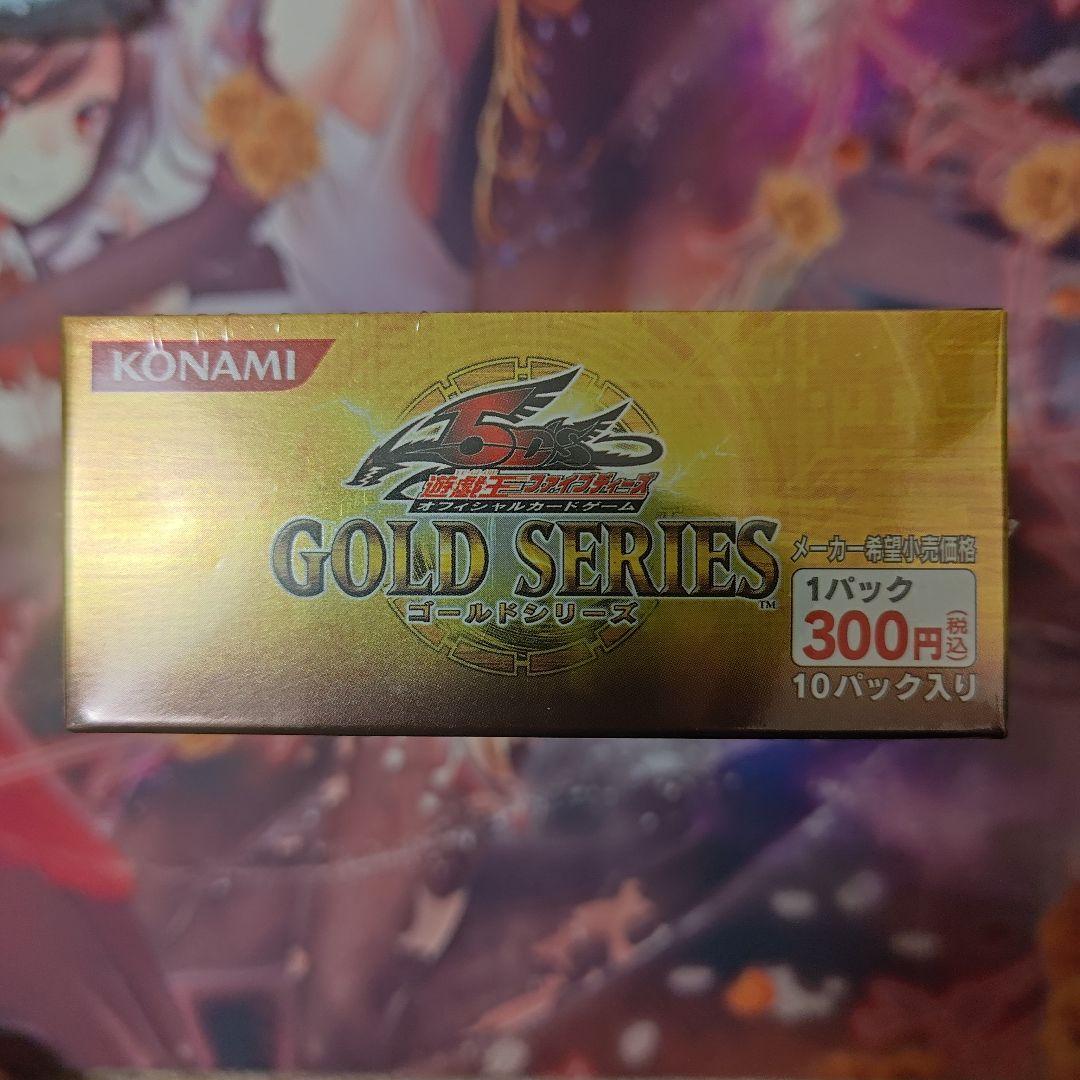 KONAMI
5D's
遊戯王ファイブディーズ
オフィシャルカードゲーム
GOLD SERIES
TM
ゴールドシリーズ
メーカー希望小売価格
1パック
300円(税込)
10パック入り